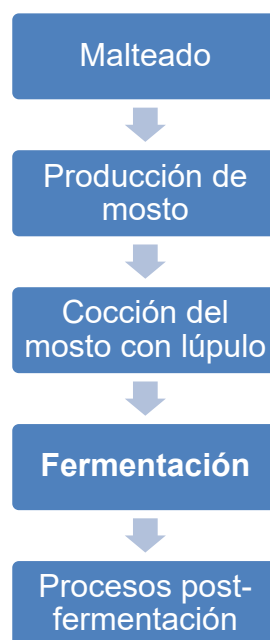 Malteado
Producción de
mosto
Cocción del
mosto con lúpulo
Fermentación
Procesos post-
fermentación